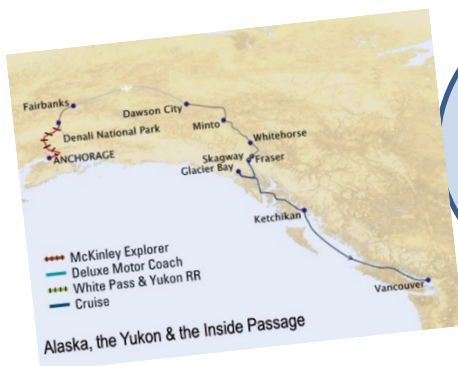 Fairbanks
Dawson City
Denali National Park
Minto
ANCHORAGE
Whitehorse
Skagway
Fraser
Glacier Bay
Ketchikan
Vancouver
McKinley Explorer
Deluxe Motor Coach
White Pass & Yukon RR
Cruise
Alaska, the Yukon & the Inside Passage